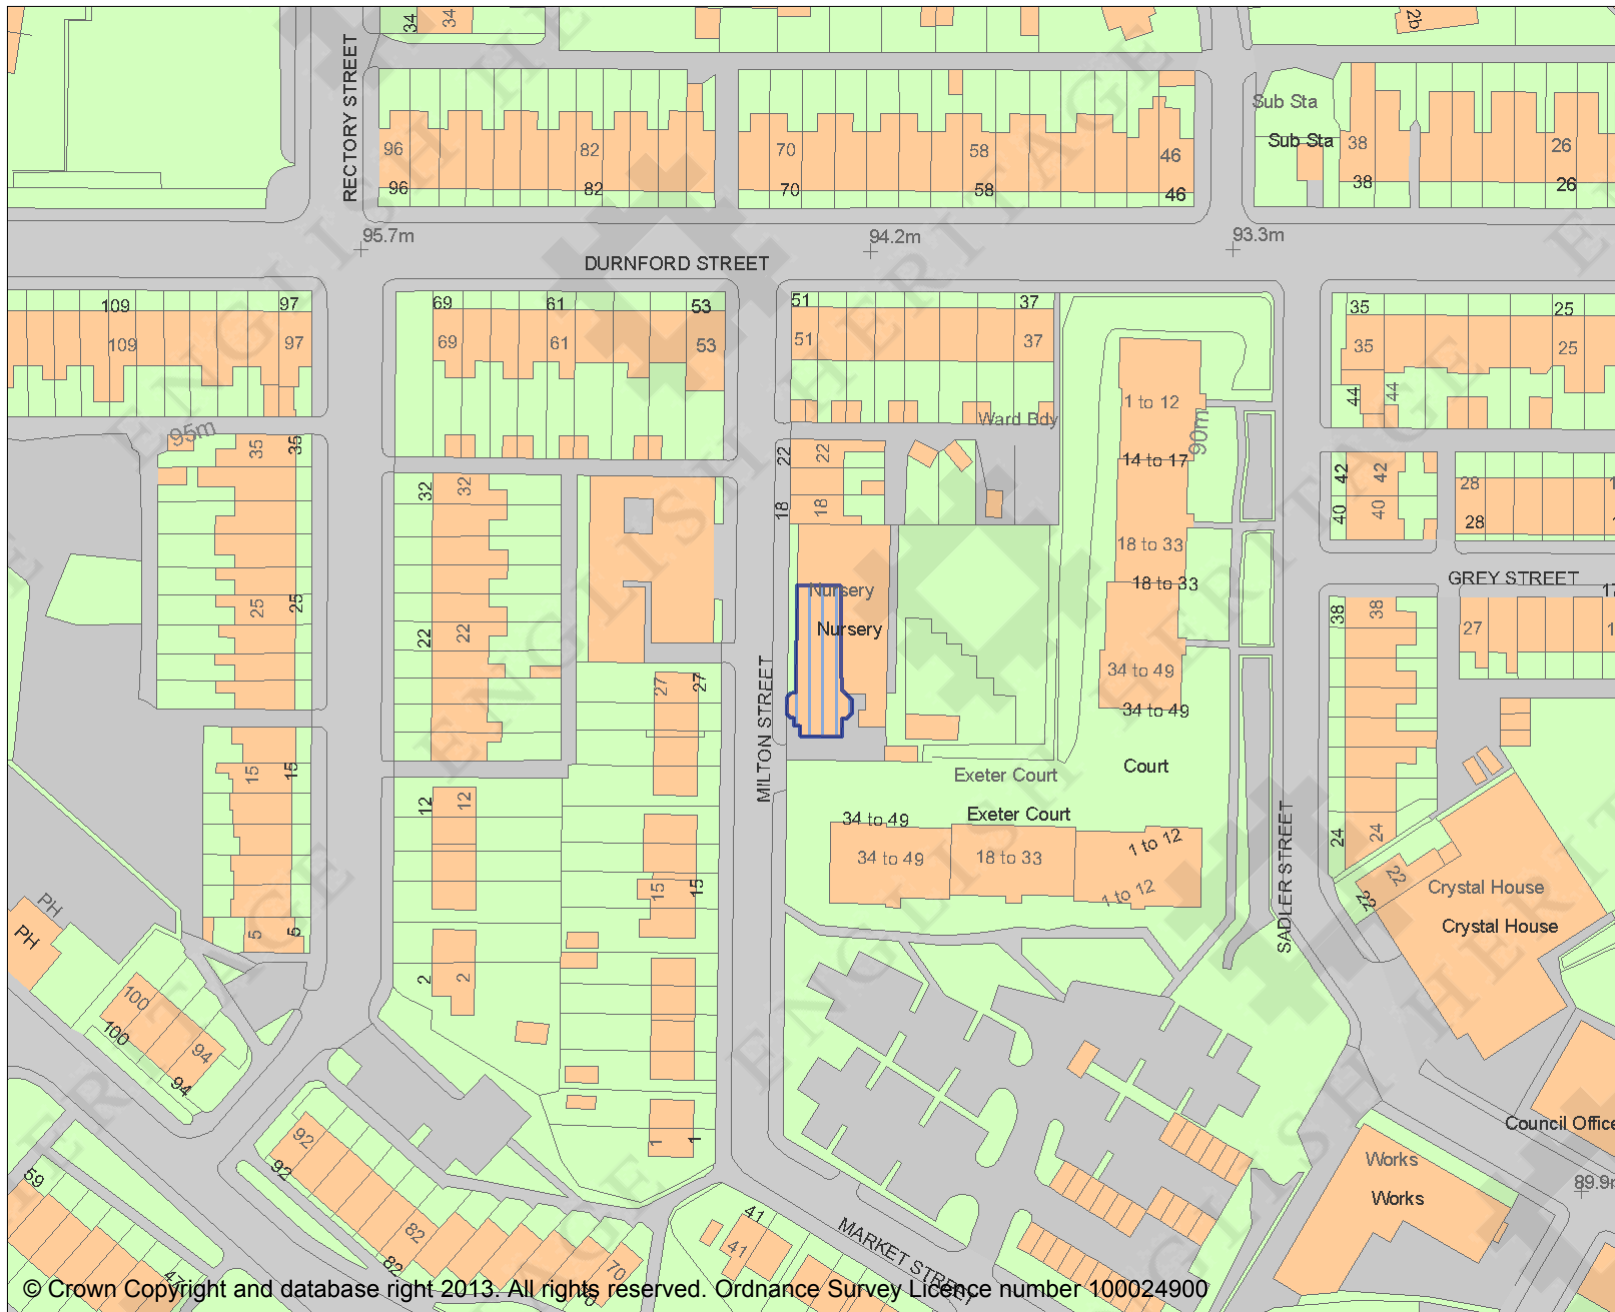 34
34
2b
RECTORY STREET
Sub Sta
Sub Sta
96
82
70
58
46
38
26
96
82
70
58
46
38
26
95.7m
94.2m
93.3m
DURNFORD STREET
109
97
69
61
53
51
37
35
25
109
97
69
61
53
51
37
35
25
1 to 12
44
44
Ward Bdy
95m
90m
35
35
22
22
14 to 17
42
42
32
32
18
18
40
40
28
28
18 to 33
18 to 33
GREY STREET
17
25
25
22
22
Nursery
Nursery
38
38
27
34 to 49
34 to 49
27
27
MILTON STREET
15
15
12
12
Exeter Court
Court
Exeter Court
34 to 49
34 to 49
18 to 33
1 to 12
1 to 12
SADLER STREET
24
24
22
22
Crystal House
Crystal House
PH
PH
5
5
15
15
2
2
100
100
94
94
92
92
1
1
Council Office
Works
Works
89.9m
59
47
82
82
70
70
41
41
MARKET STREET
ENGLISH HERITAGE
© Crown Copyright and database right 2013. All rights reserved. Ordnance Survey Licence number 100024900